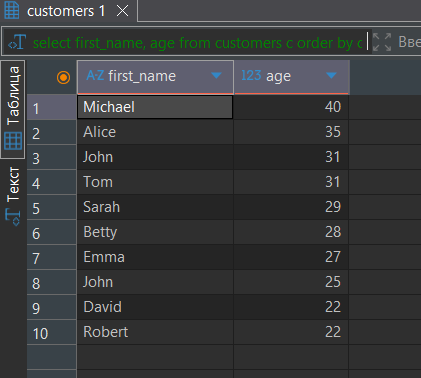 customers 1
select first_name, age from customers c order by
A-Z first_name 123 age
1 Michael 40
2 Alice 35
3 John 31
4 Tom 31
5 Sarah 29
6 Betty 28
7 Emma 27
8 John 25
9 David 22
10 Robert 22
Таблица
Текст